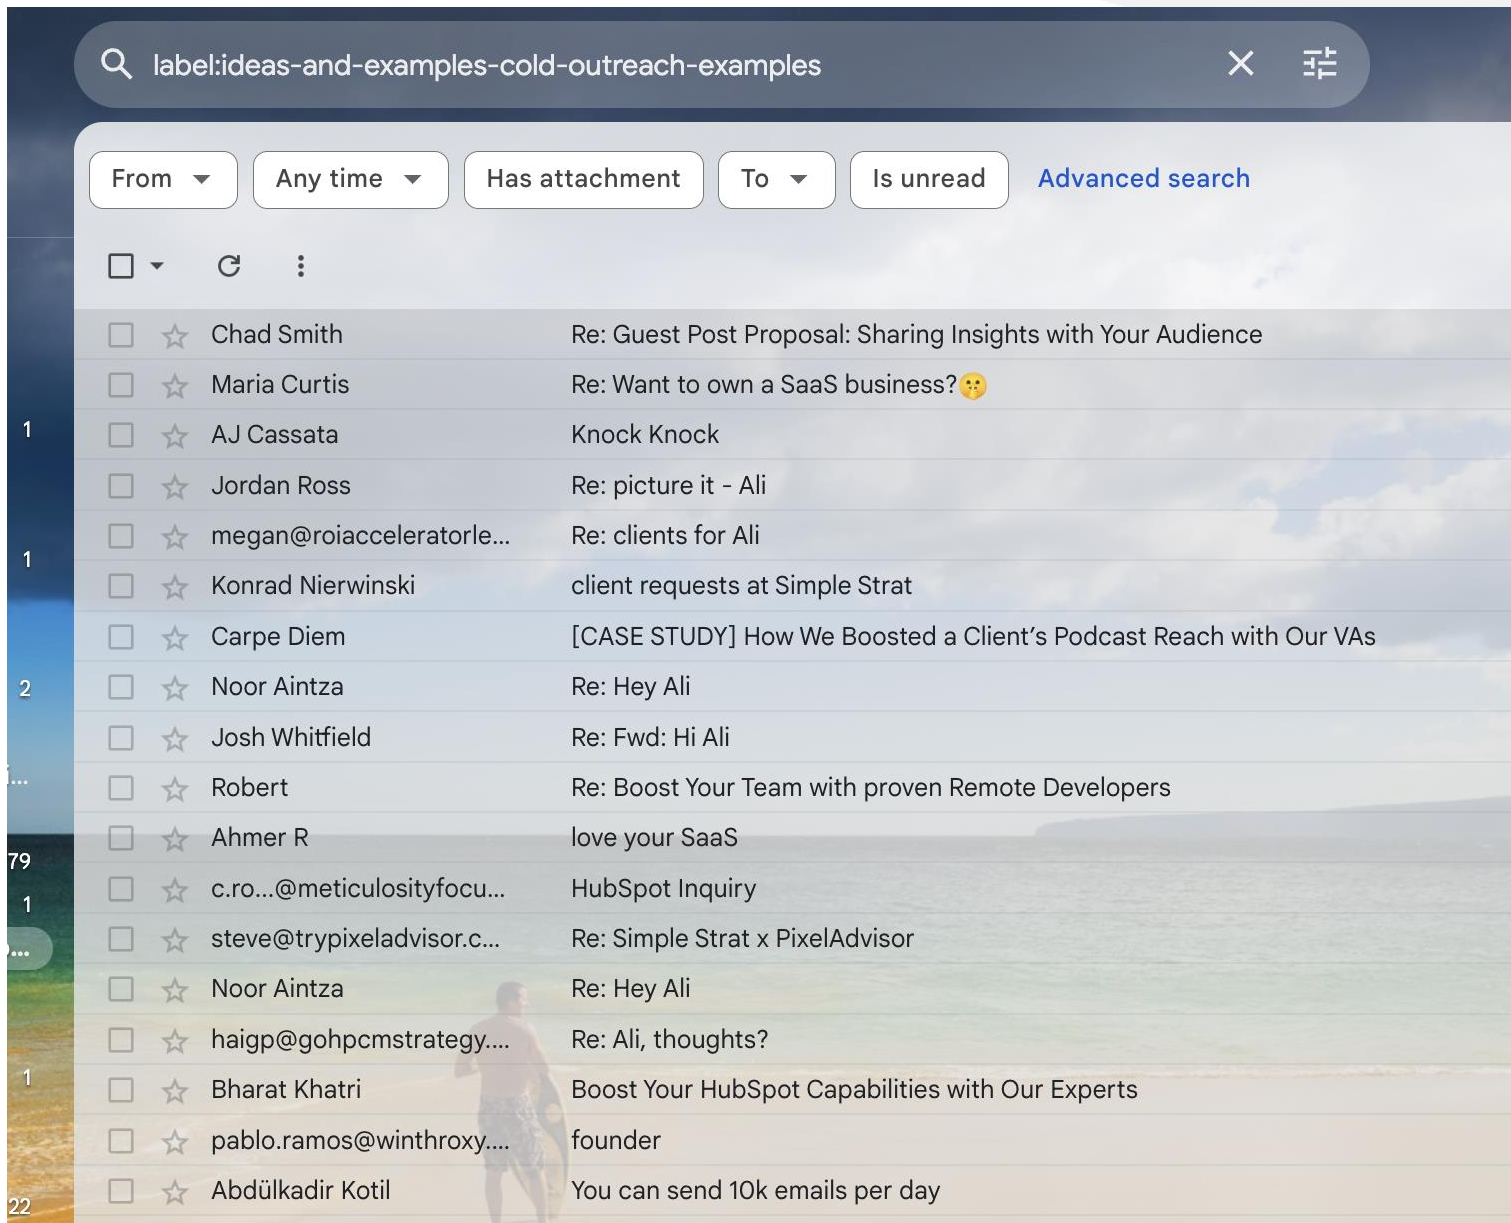 label:ideas-and-examples-cold-outreach-examples
From Any time Has attachment To Is unread Advanced search
Chad Smith Re: Guest Post Proposal: Sharing Insights with Your Audience
Maria Curtis Re: Want to own a SaaS business?🤫
1 AJ Cassata Knock Knock
Jordan Ross Re: picture it - Ali
megan@roiacceleratorle... Re: clients for Ali
1 Konrad Nierwinski client requests at Simple Strat
Carpe Diem [CASE STUDY] How We Boosted a Client’s Podcast Reach with Our VAs
2 Noor Aintza Re: Hey Ali
Josh Whitfield Re: Fwd: Hi Ali
i... Robert Re: Boost Your Team with proven Remote Developers
Ahmer R love your SaaS
79
c.ro...@meticulosityfocu... HubSpot Inquiry
1
steve@trypixeladvisor.c... Re: Simple Strat x PixelAdvisor
...
Noor Aintza Re: Hey Ali
haigp@gohpcmstrategy.... Re: Ali, thoughts?
1 Bharat Khatri Boost Your HubSpot Capabilities with Our Experts
pablo.ramos@winthroxy.... founder
22 Abdülkadir Kotil You can send 10k emails per day